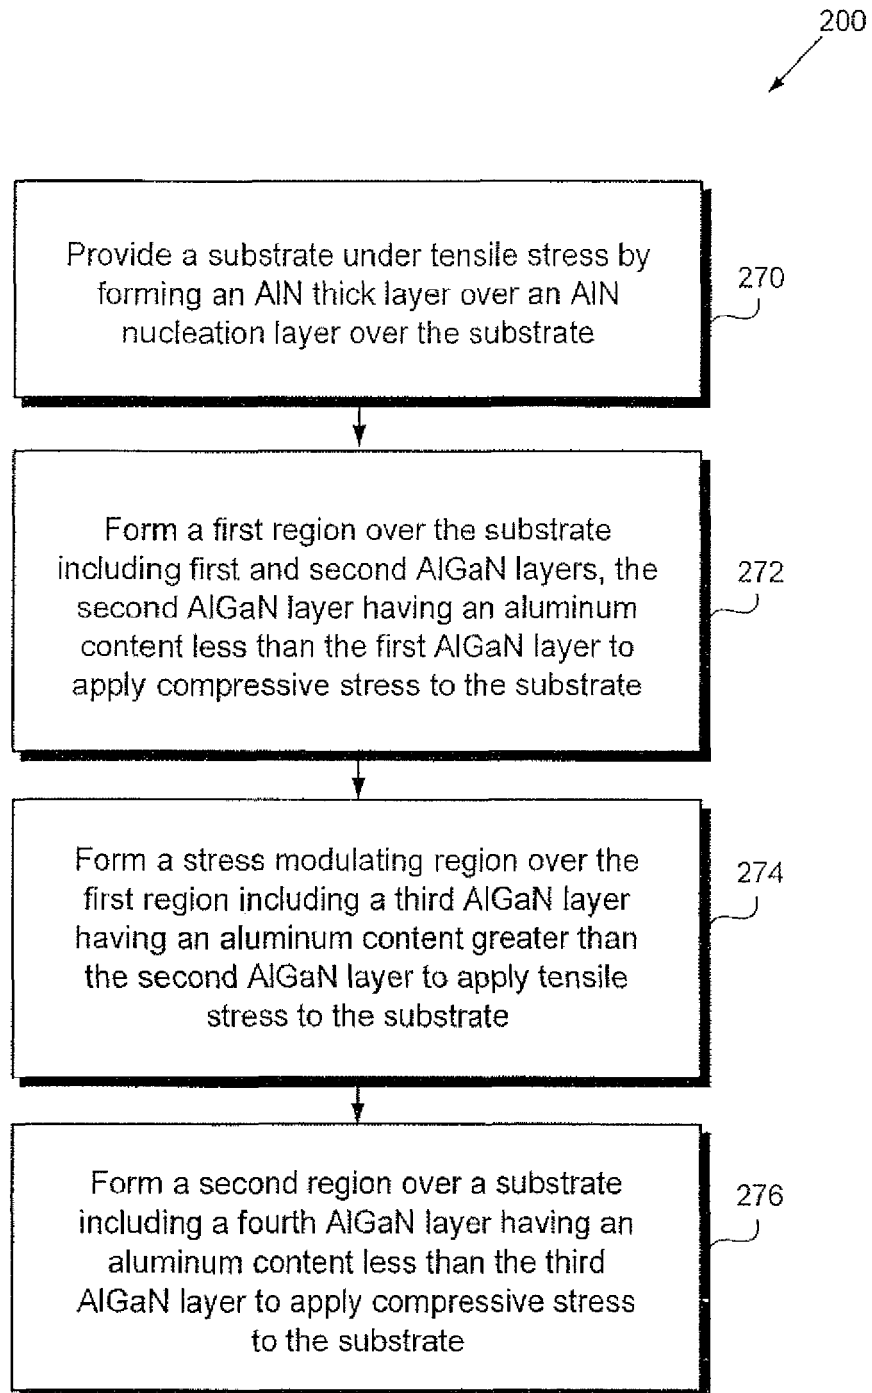 200
Provide a substrate under tensile stress by
forming an AlN thick layer over an AlN
nucleation layer over the substrate
270
Form a first region over the substrate
including first and second AlGaN layers, the
second AlGaN layer having an aluminum
content less than the first AlGaN layer to
apply compressive stress to the substrate
272
Form a stress modulating region over the
first region including a third AlGaN layer
having an aluminum content greater than
the second AlGaN layer to apply tensile
stress to the substrate
274
Form a second region over a substrate
including a fourth AlGaN layer having an
aluminum content less than the third
AlGaN layer to apply compressive stress
to the substrate
276